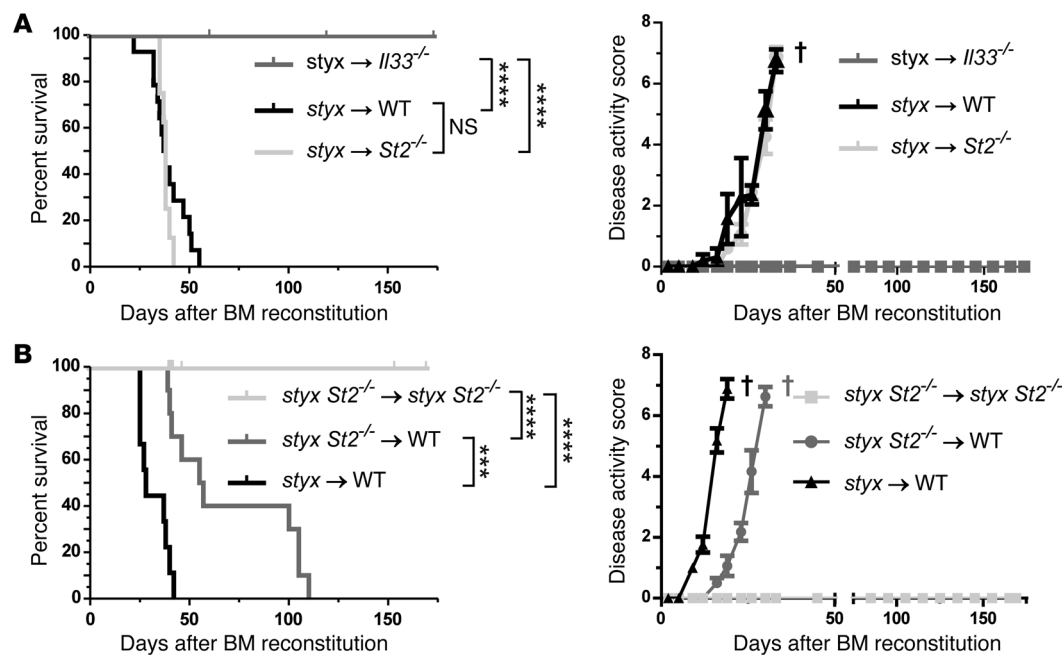 A
Percent survival
100
80
60
40
20
0
styx → Il33-/-
styx → WT
styx → St2-/-
NS
****
****
0 50 100 150
Days after BM reconstitution
Disease activity score
8
6
4
2
0
†
styx → Il33-/-
styx → WT
styx → St2-/-
0 50 100 150
Days after BM reconstitution
B
Percent survival
100
80
60
40
20
0
styx St2-/- → styx St2-/-
styx St2-/- → WT
styx → WT
****
***
****
0 50 100 150
Days after BM reconstitution
Disease activity score
8
6
4
2
0
† †
styx St2-/- → styx St2-/-
styx St2-/- → WT
styx → WT
0 50 100 150
Days after BM reconstitution